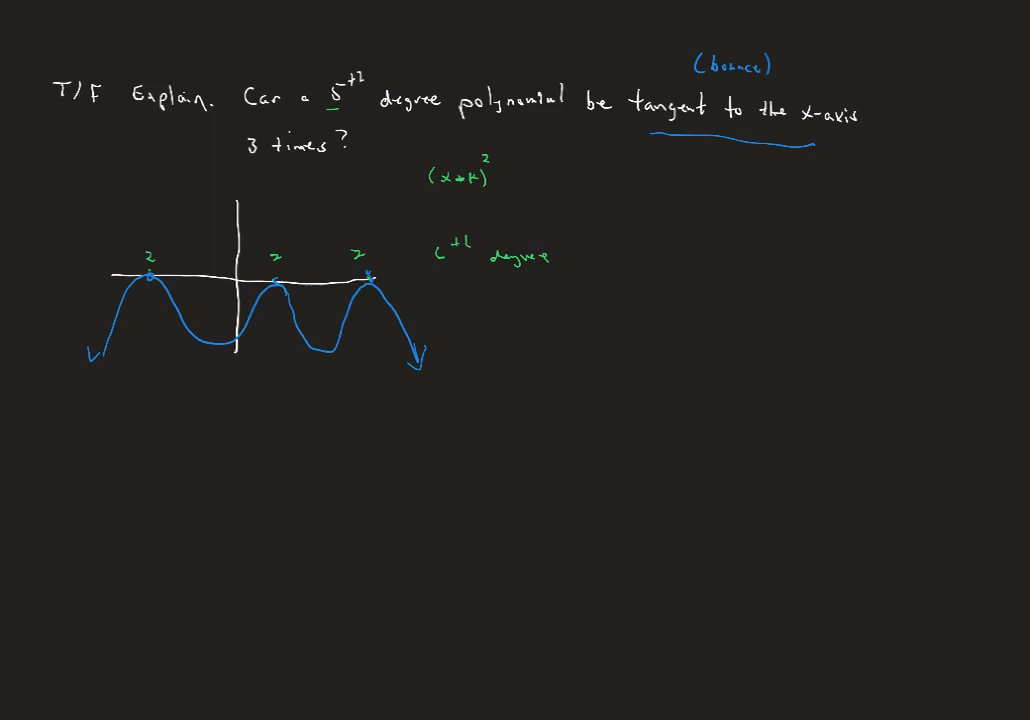 (bounce)
T/F Explain. Can a 5th degree polynomial be tangent to the x-axis
3 times?
(x-k)²
6th degree
2 2 2